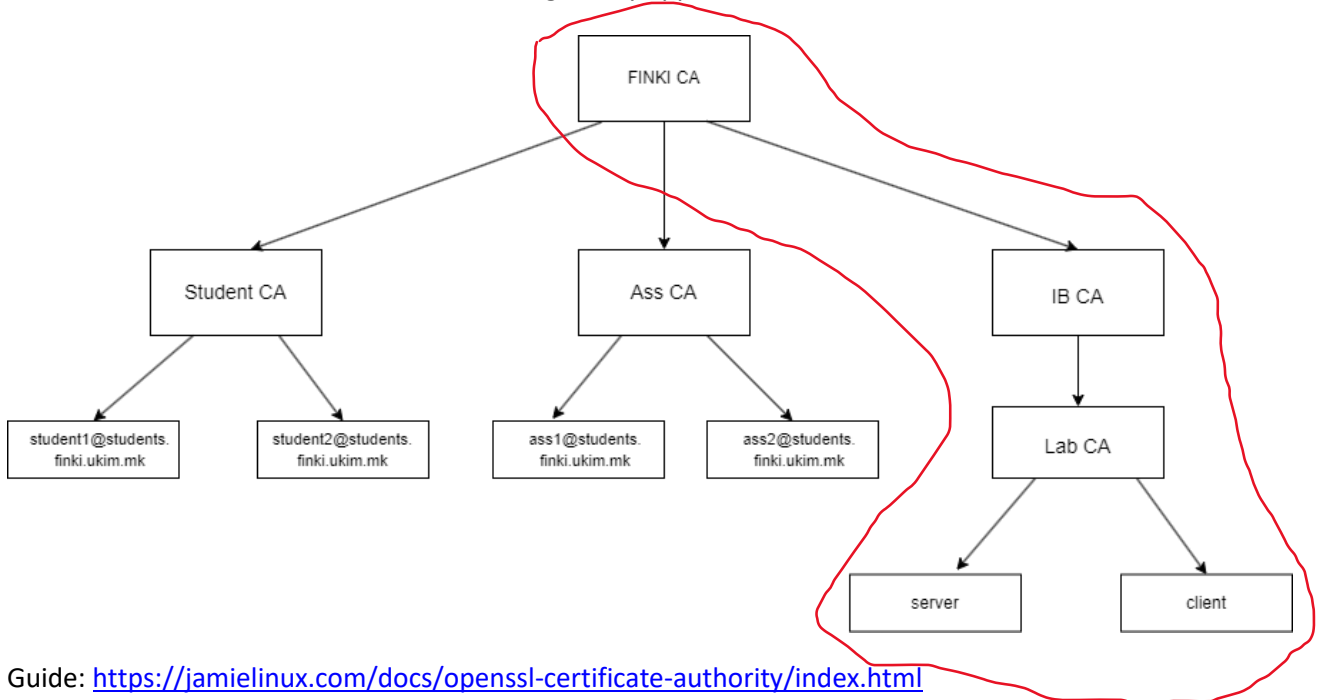 FINKI CA
Student CA
Ass CA
IB CA
student1@students.
finki.ukim.mk
student2@students.
finki.ukim.mk
ass1@students.
finki.ukim.mk
ass2@students.
finki.ukim.mk
Lab CA
server
client
Guide: https://jamielinux.com/docs/openssl-certificate-authority/index.html